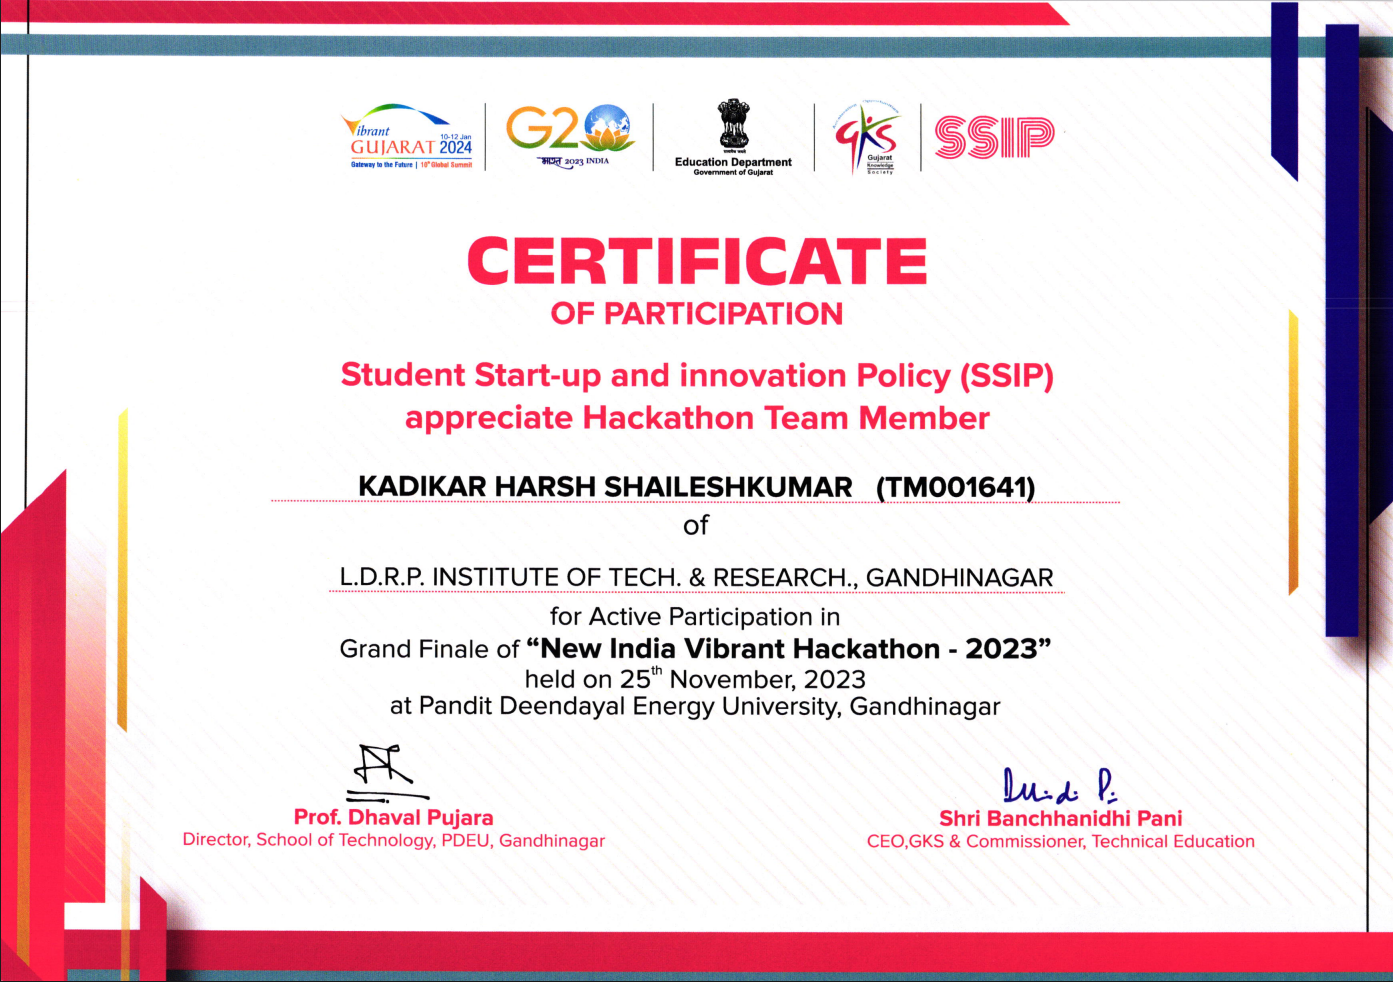 Vibrant
GUJARAT
10-12 Jan
2024
Gateway to the Future | 10th Global Summit
G20
भारत 2023 INDIA
सत्यमेव जयते
Education Department
Government of Gujarat
GKS
Gujarat
Knowledge
Society
SSIP
CERTIFICATE
OF PARTICIPATION
Student Start-up and innovation Policy (SSIP)
appreciate Hackathon Team Member
KADIKAR HARSH SHAILESHKUMAR (TM001641)
of
L.D.R.P. INSTITUTE OF TECH. & RESEARCH., GANDHINAGAR
for Active Participation in
Grand Finale of “New India Vibrant Hackathon - 2023”
held on 25th November, 2023
at Pandit Deendayal Energy University, Gandhinagar
Prof. Dhaval Pujara
Director, School of Technology, PDEU, Gandhinagar
Shri Banchhanidhi Pani
CEO,GKS & Commissioner, Technical Education